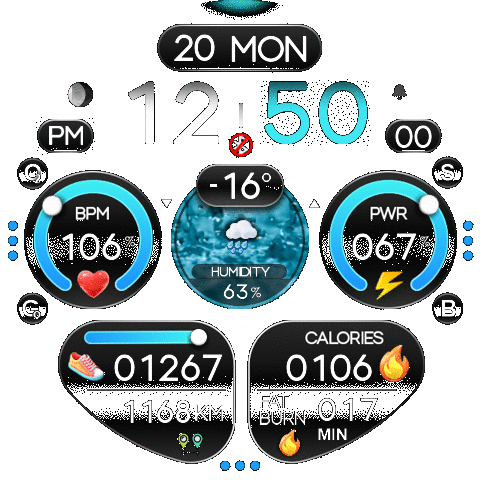 20 MON
12 50
PM
00
-16°
BPM
106
PWR
067
HUMIDITY
63%
S
B
01267
1168 KM
CALORIES
0106
FAT BURN 017
MIN